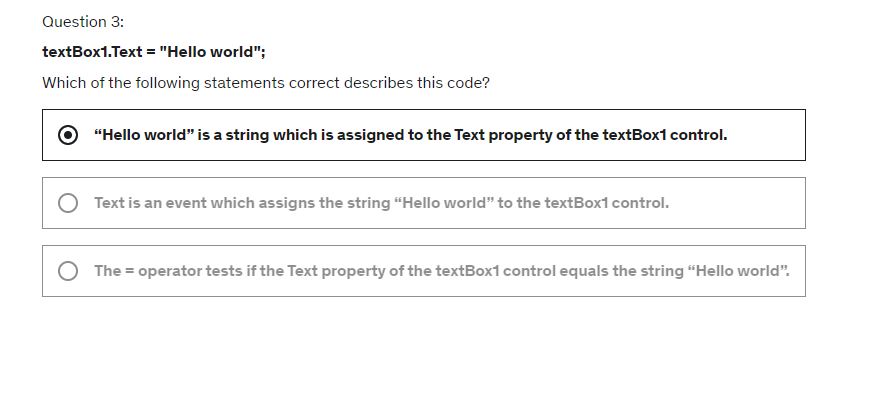 Question 3:
textBox1.Text = "Hello world";
Which of the following statements correct describes this code?
“Hello world” is a string which is assigned to the Text property of the textBox1 control.
Text is an event which assigns the string “Hello world” to the textBox1 control.
The = operator tests if the Text property of the textBox1 control equals the string “Hello world”.